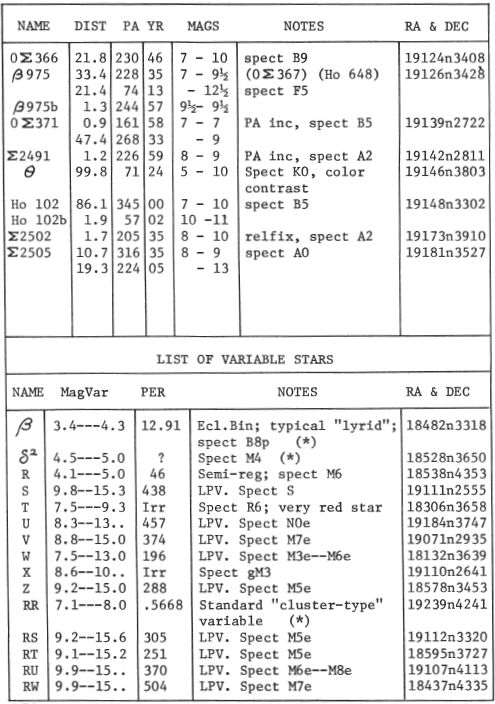 NAME DIST PA YR MAGS NOTES RA & DEC
OΣ366 21.8 230 46 7 - 10 spect B9 19124n3408
β975 33.4 228 35 7 - 9½ (OΣ367) (Ho 648) 19126n3428
21.4 74 13 - 12½ spect F5
β975b 1.3 244 57 9½- 9½
OΣ371 0.9 161 58 7 - 7 PA inc, spect B5 19139n2722
47.4 268 33 - 9
Σ2491 1.2 226 59 8 - 9 PA inc, spect A2 19142n2811
θ 99.8 71 24 5 - 10 Spect K0, color 19146n3803
contrast
Ho 102 86.1 345 00 7 - 10 spect B5 19148n3302
Ho 102b 1.9 57 02 10 -11
Σ2502 1.7 205 35 8 - 10 relfix, spect A2 19173n3910
Σ2505 10.7 316 35 8 - 9 spect A0 19181n3527
19.3 224 05 - 13
LIST OF VARIABLE STARS
NAME MagVar PER NOTES RA & DEC
β 3.4---4.3 12.91 Ecl.Bin; typical "lyrid"; 18482n3318
spect B8p (*)
δ² 4.5---5.0 ? Spect M4 (*) 18528n3650
R 4.1---5.0 46 Semi-reg; spect M6 18538n4353
S 9.8--15.3 438 LPV. Spect S 19111n2555
T 7.5---9.3 Irr Spect R6; very red star 18306n3658
U 8.3--13.. 457 LPV. Spect N0e 19184n3747
V 8.8--15.0 374 LPV. Spect M7e 19071n2935
W 7.5--13.0 196 LPV. Spect M3e--M6e 18132n3639
X 8.6--10.. Irr Spect gM3 19110n2641
Z 9.2--15.0 288 LPV. Spect M5e 18578n3453
RR 7.1---8.0 .5668 Standard "cluster-type" 19239n4241
variable (*)
RS 9.2--15.6 305 LPV. Spect M5e 19112n3320
RT 9.1--15.2 251 LPV. Spect M5e 18595n3727
RU 9.9--15.. 370 LPV. Spect M6e--M8e 19107n4113
RW 9.9--15.. 504 LPV. Spect M7e 18437n4335